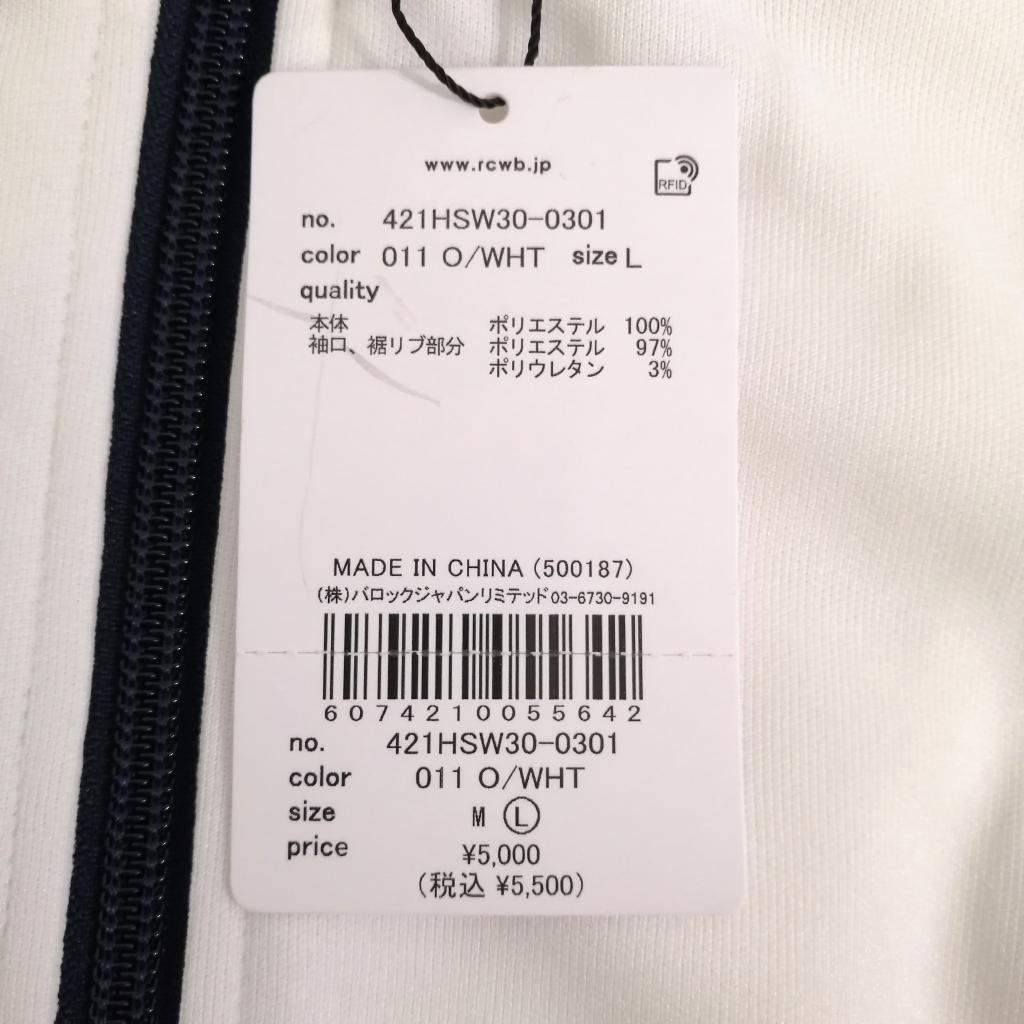 www.rcwb.jp
RFID
no. 421HSW30-0301
color 011 O/WHT size L
quality
本体 ポリエステル 100%
袖口、裾リブ部分 ポリエステル 97%
ポリウレタン 3%
MADE IN CHINA (500187)
(株)バロックジャパンリミテッド03-6730-9191
6074210055642
no. 421HSW30-0301
color 011 O/WHT
size M L
price ¥5,000
(税込 ¥5,500)